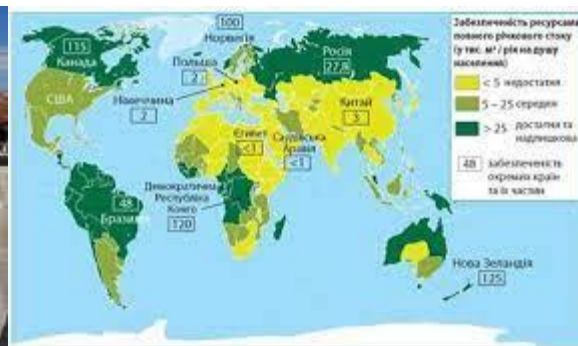 100
Норвегія
115
Канада
Польща
2
Росія
27,8
США
Німеччина
2
Китай
3
Єгипет
<1
Саудівська
Аравія
<1
48
Бразилія
Демократична
Республіка
Конго
120
Нова Зеландія
125
Забезпеченість ресурсами
повного річкового стоку
(у тис. м³ / рік на душу
населення)
< 5 недостатня
5 – 25 середня
> 25 достатня та
надлишкова
48 забезпеченість
окремих країн
та їх частин